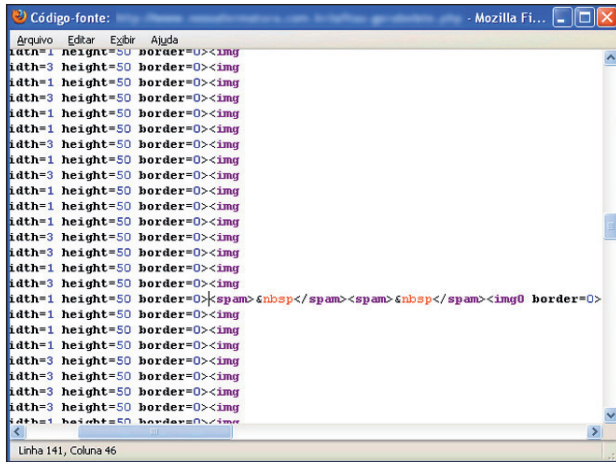 Código-fonte: - Mozilla Fi...
Arquivo Editar Exibir Ajuda
idth=1 height=50 border=0><img
idth=3 height=50 border=0><img
idth=1 height=50 border=0><img
idth=3 height=50 border=0><img
idth=1 height=50 border=0><img
idth=1 height=50 border=0><img
idth=3 height=50 border=0><img
idth=1 height=50 border=0><img
idth=3 height=50 border=0><img
idth=1 height=50 border=0><img
idth=1 height=50 border=0><img
idth=1 height=50 border=0><img
idth=3 height=50 border=0><img
idth=3 height=50 border=0><img
idth=1 height=50 border=0><img
idth=3 height=50 border=0><img
idth=1 height=50 border=0><spam>&nbsp</spam><spam>&nbsp</spam><img0 border=0>
idth=1 height=50 border=0><img
idth=1 height=50 border=0><img
idth=1 height=50 border=0><img
idth=3 height=50 border=0><img
idth=3 height=50 border=0><img
idth=3 height=50 border=0><img
idth=1 height=50 border=0><img
idth=1 height=50 border=0><img
Linha 141, Coluna 46